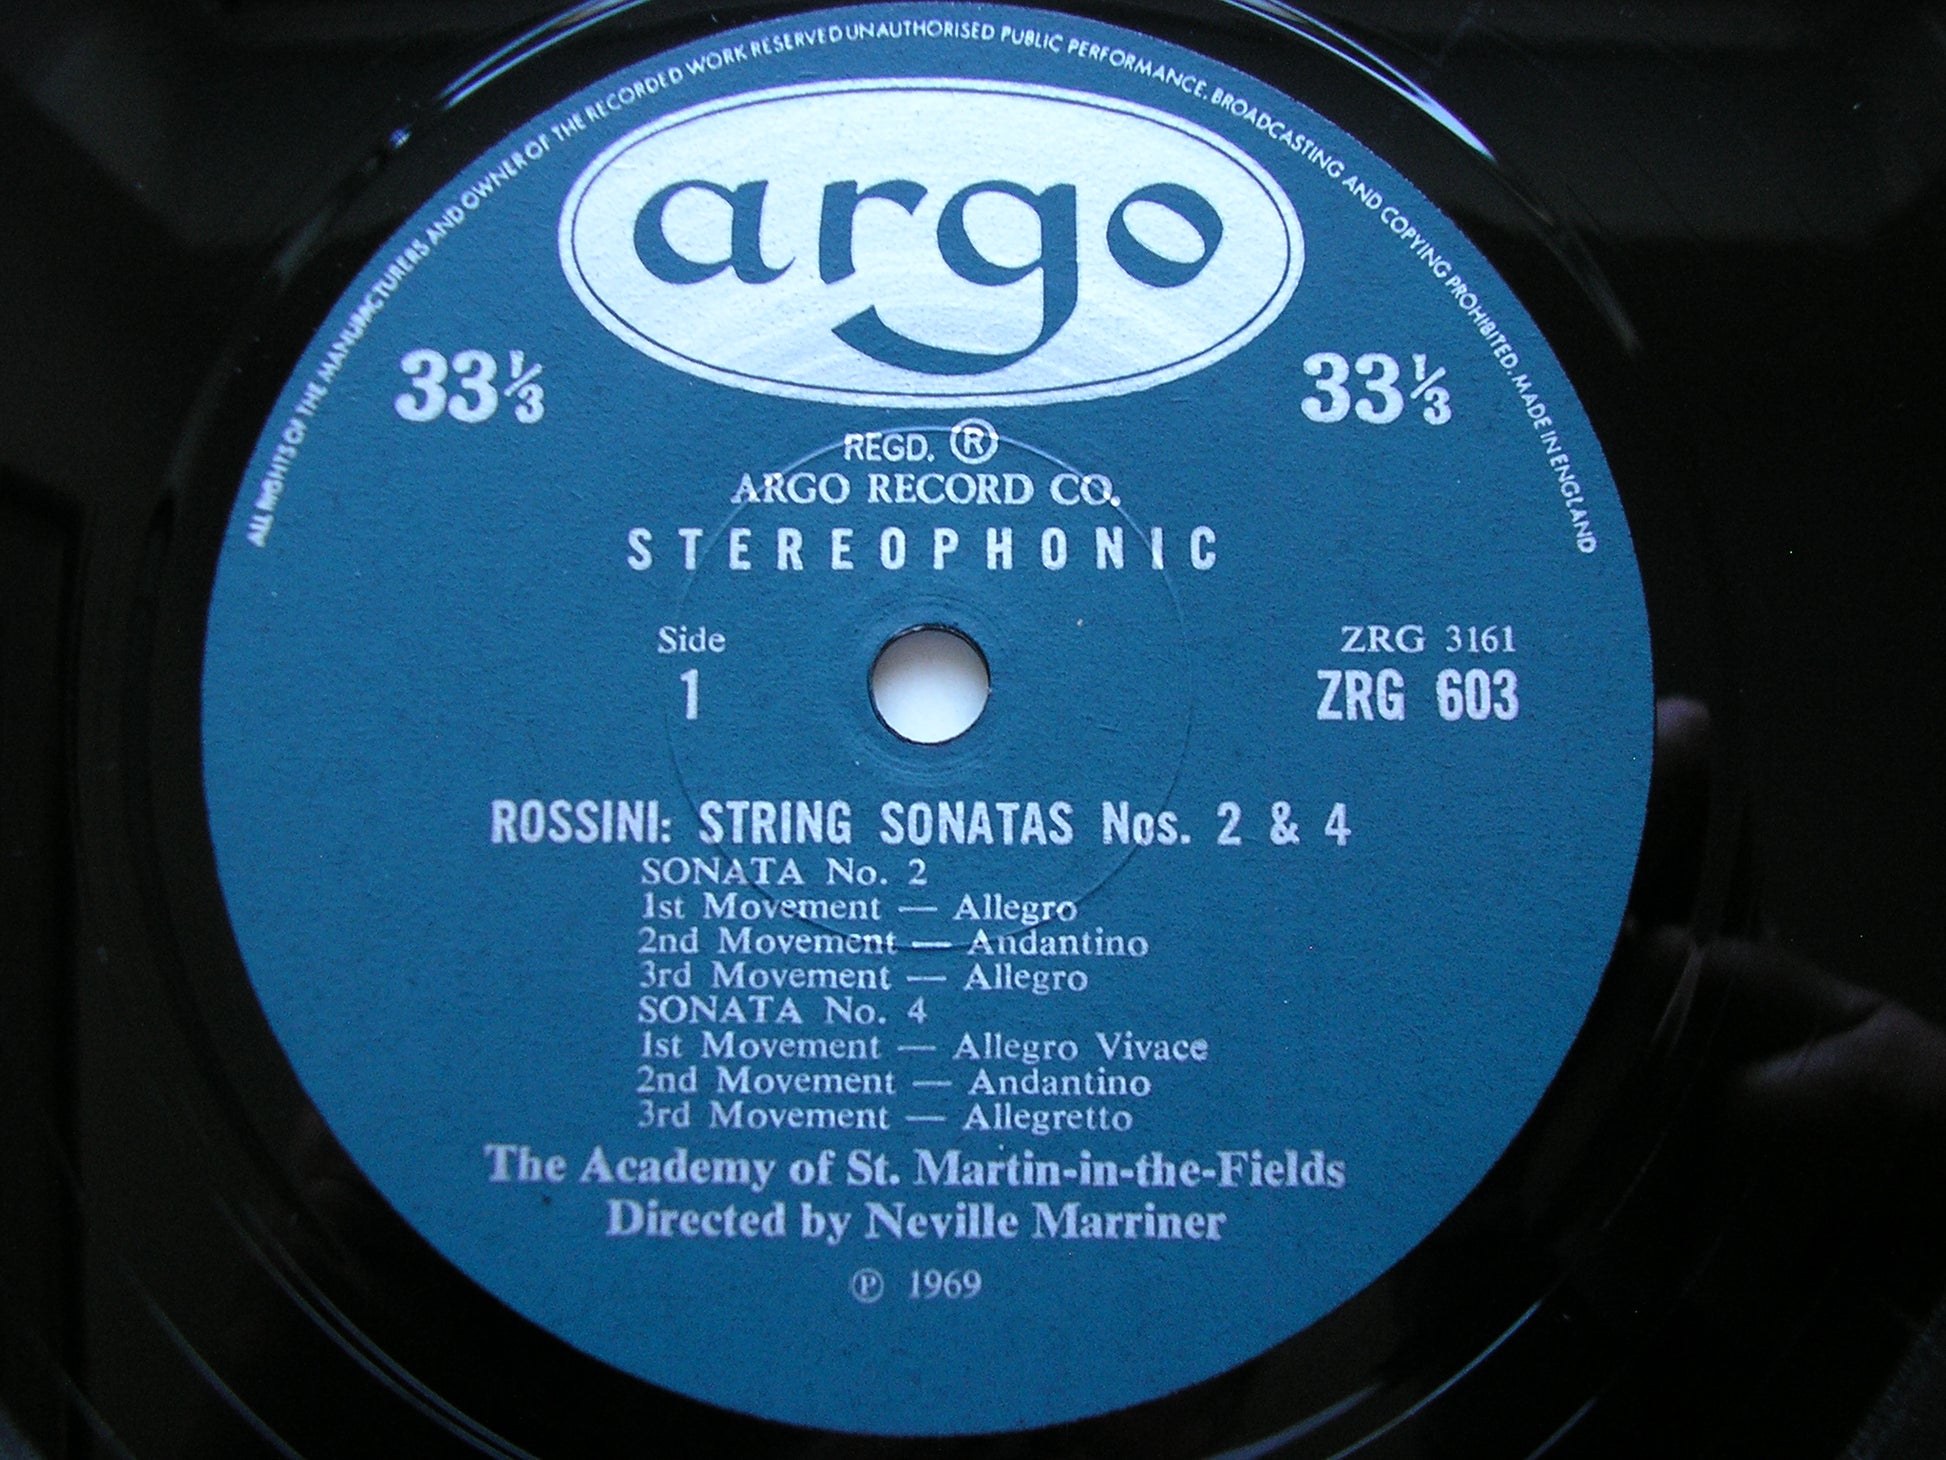 ALL RIGHTS OF THE MANUFACTURERS AND OWNER OF THE RECORDED WORK RESERVED UNAUTHORISED PUBLIC PERFORMANCE, BROADCASTING AND COPYING PROHIBITED. MADE IN ENGLAND
argo
33⅓ 33⅓
REGD. ®
ARGO RECORD CO.
STEREOPHONIC
Side ZRG 3161
1 ZRG 603
ROSSINI: STRING SONATAS Nos. 2 & 4
SONATA No. 2
1st Movement — Allegro
2nd Movement — Andantino
3rd Movement — Allegro
SONATA No. 4
1st Movement — Allegro Vivace
2nd Movement — Andantino
3rd Movement — Allegretto
The Academy of St. Martin-in-the-Fields
Directed by Neville Marriner
℗ 1969